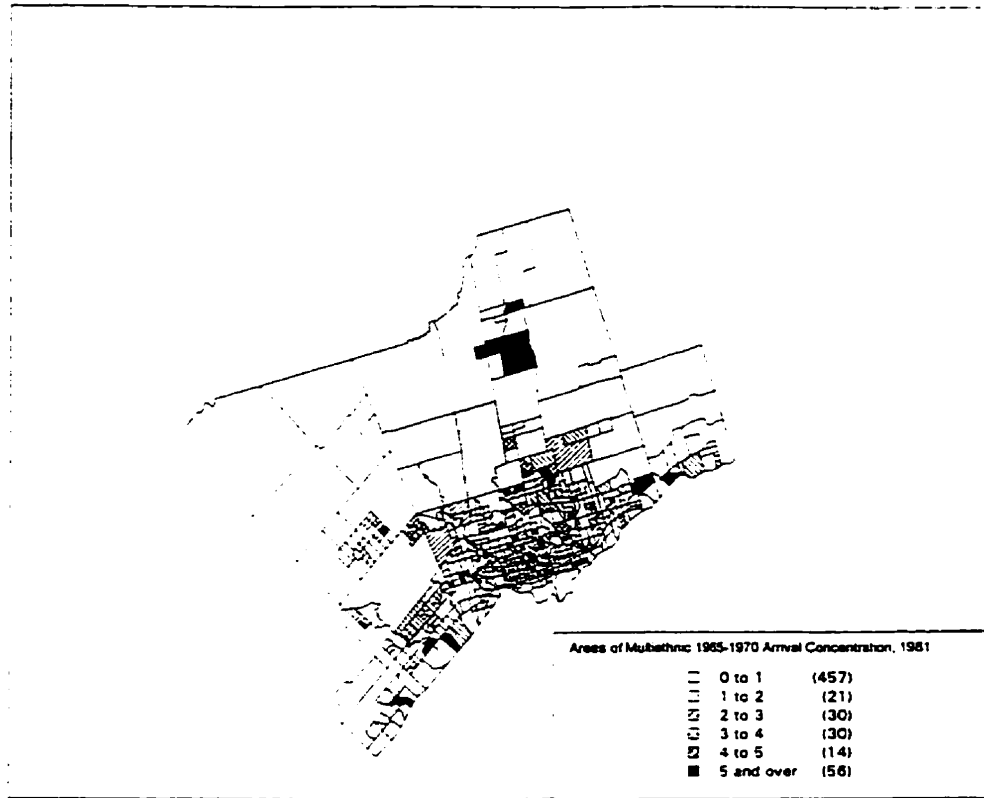 Areas of Multiethnic 1965-1970 Arrival Concentration, 1981
0 to 1 (457)
1 to 2 (21)
2 to 3 (30)
3 to 4 (30)
4 to 5 (14)
5 and over (56)